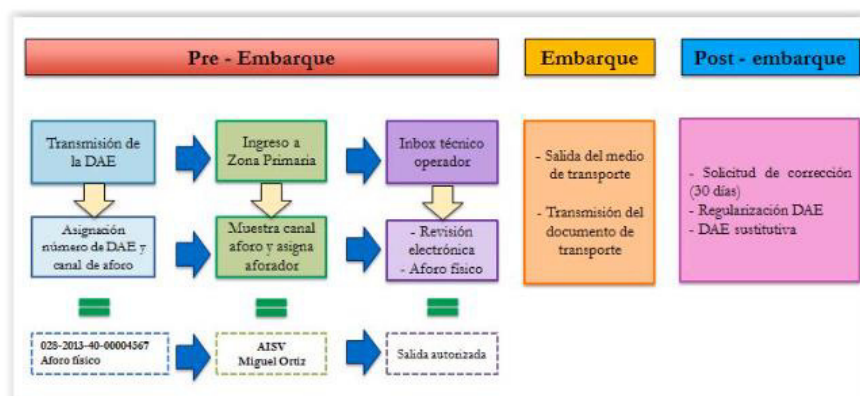 Pre - Embarque
Embarque
Post - embarque
Transmisión de
la DAE
Ingreso a
Zona Primaria
Inbox técnico
operador
Asignación
número de DAE y
canal de aforo
Muestra canal
aforo y asigna
aforador
- Revisión
electrónica
- Aforo físico
028-2013-40-00004567
Aforo físico
AISV
Miguel Ortiz
Salida autorizada
- Salida del medio
de transporte
- Transmisión del
documento de
transporte
- Solicitud de corrección
(30 días)
- Regularización DAE
- DAE sustitutiva